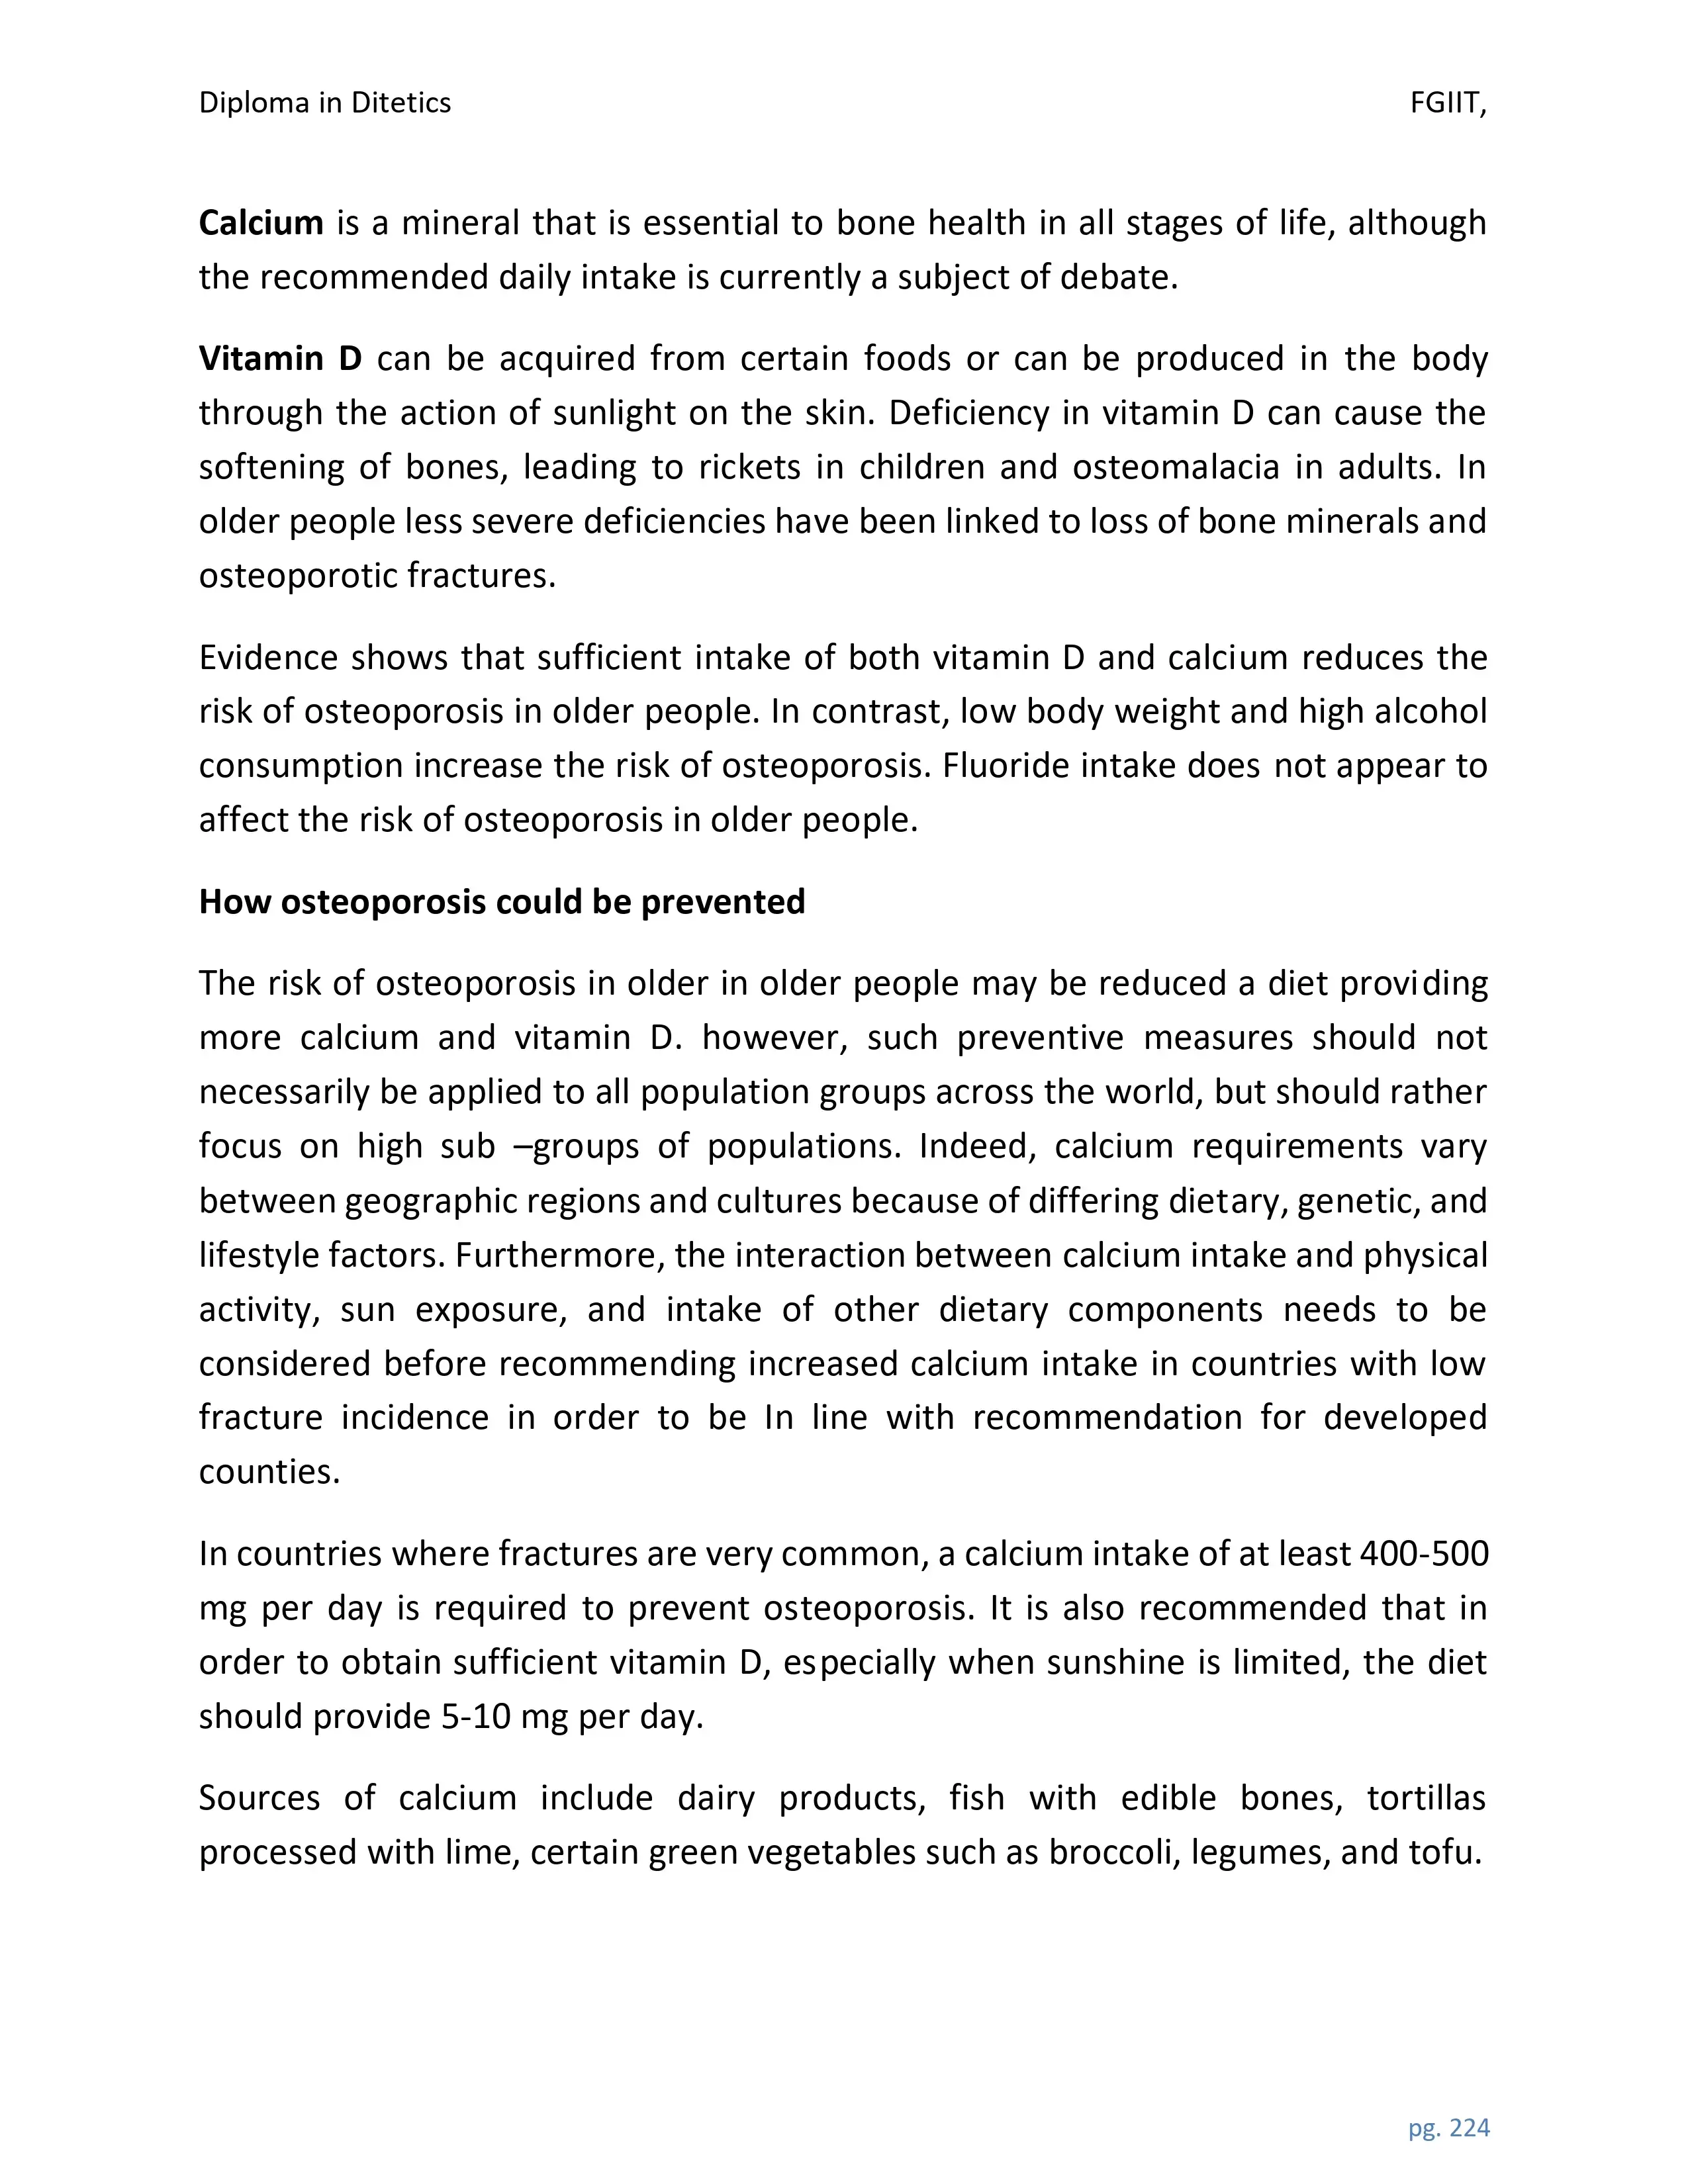 Diploma in Ditetics FGIIT,
Calcium is a mineral that is essential to bone health in all stages of life, although
the recommended daily intake is currently a subject of debate.
Vitamin D can be acquired from certain foods or can be produced in the body
through the action of sunlight on the skin. Deficiency in vitamin D can cause the
softening of bones, leading to rickets in children and osteomalacia in adults. In
older people less severe deficiencies have been linked to loss of bone minerals and
osteoporotic fractures.
Evidence shows that sufficient intake of both vitamin D and calcium reduces the
risk of osteoporosis in older people. In contrast, low body weight and high alcohol
consumption increase the risk of osteoporosis. Fluoride intake does not appear to
affect the risk of osteoporosis in older people.
How osteoporosis could be prevented
The risk of osteoporosis in older in older people may be reduced a diet providing
more calcium and vitamin D. however, such preventive measures should not
necessarily be applied to all population groups across the world, but should rather
focus on high sub –groups of populations. Indeed, calcium requirements vary
between geographic regions and cultures because of differing dietary, genetic, and
lifestyle factors. Furthermore, the interaction between calcium intake and physical
activity, sun exposure, and intake of other dietary components needs to be
considered before recommending increased calcium intake in countries with low
fracture incidence in order to be In line with recommendation for developed
counties.
In countries where fractures are very common, a calcium intake of at least 400-500
mg per day is required to prevent osteoporosis. It is also recommended that in
order to obtain sufficient vitamin D, especially when sunshine is limited, the diet
should provide 5-10 mg per day.
Sources of calcium include dairy products, fish with edible bones, tortillas
processed with lime, certain green vegetables such as broccoli, legumes, and tofu.
pg. 224